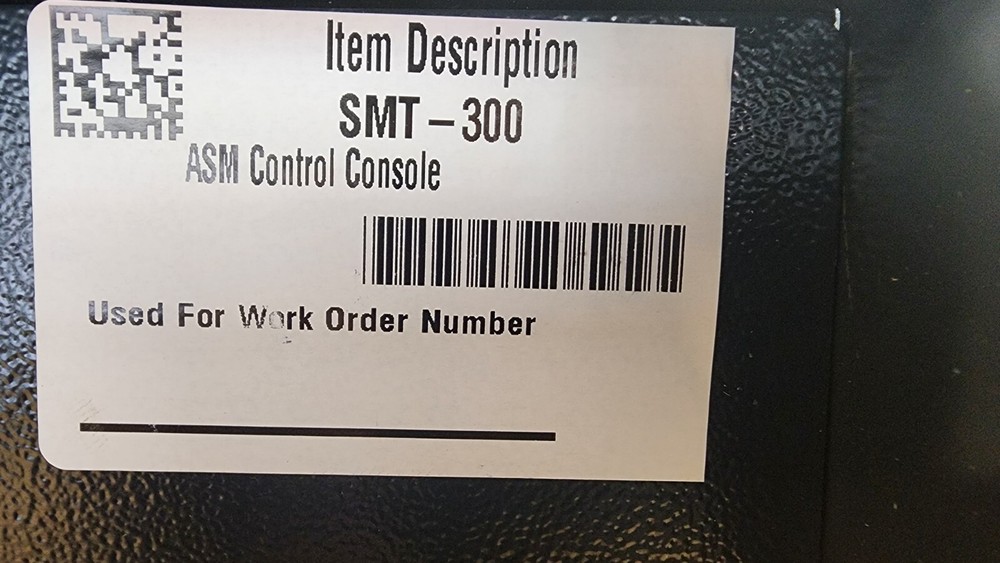 Item Description
SMT – 300
ASM Control Console
Used For Work Order Number